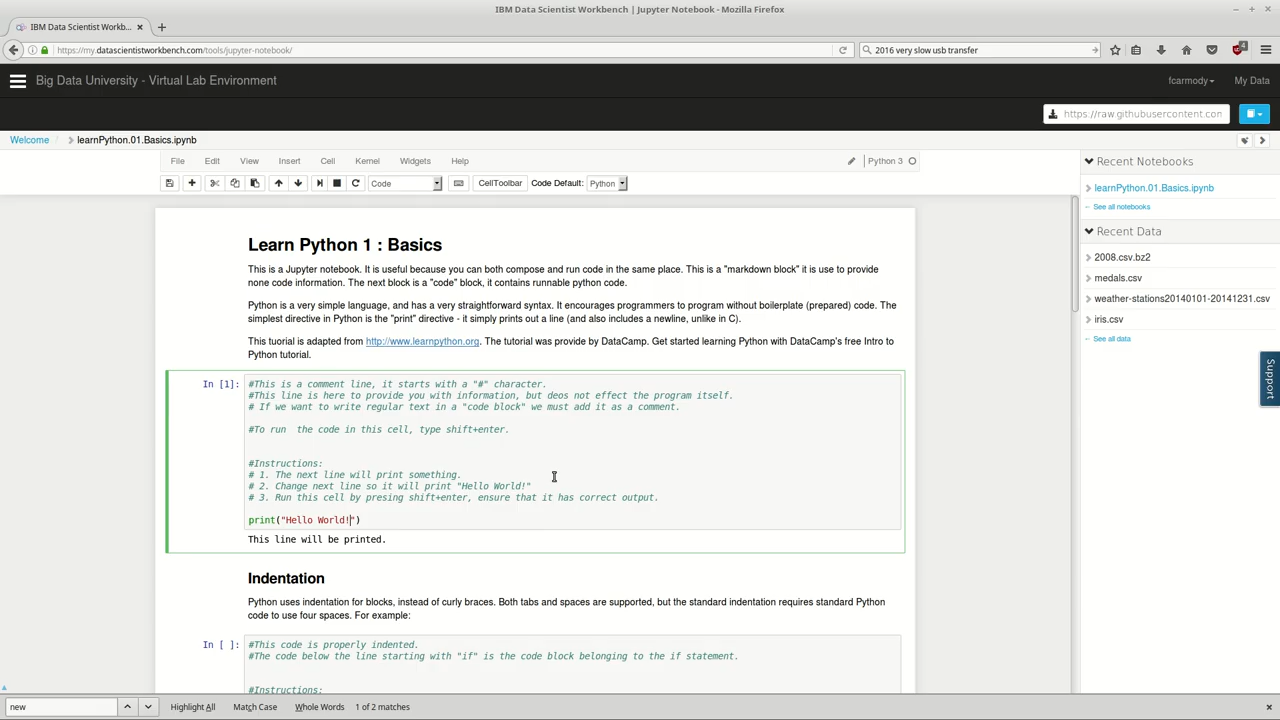 IBM Data Scientist Workbench | Jupyter Notebook - Mozilla Firefox
IBM Data Scientist Workb...
https://my.datascientistworkbench.com/tools/jupyter-notebook/
2016 very slow usb transfer
4
Big Data University - Virtual Lab Environment
fcarmody
My Data
https://raw.githubusercontent.com
Welcome
learnPython.01.Basics.ipynb
File Edit View Insert Cell Kernel Widgets Help
Python 3
Code
CellToolbar
Code Default: Python
Learn Python 1 : Basics
This is a Jupyter notebook. It is useful because you can both compose and run code in the same place. This is a "markdown block" it is use to provide
none code information. The next block is a "code" block, it contains runnable python code.
Python is a very simple language, and has a very straightforward syntax. It encourages programmers to program without boilerplate (prepared) code. The
simplest directive in Python is the "print" directive - it simply prints out a line (and also includes a newline, unlike in C).
This tuorial is adapted from http://www.learnpython.org. The tutorial was provide by DataCamp. Get started learning Python with DataCamp's free Intro to
Python tutorial.
In [1]:
#This is a comment line, it starts with a "#" character.
#This line is here to provide you with information, but deos not effect the program itself.
# If we want to write regular text in a "code block" we must add it as a comment.
#To run  the code in this cell, type shift+enter.
#Instructions:
# 1. The next line will print something.
# 2. Change next line so it will print "Hello World!"
# 3. Run this cell by presing shift+enter, ensure that it has correct output.
print("Hello World!")
This line will be printed.
Indentation
Python uses indentation for blocks, instead of curly braces. Both tabs and spaces are supported, but the standard indentation requires standard Python
code to use four spaces. For example:
In [ ]:
#This code is properly indented.
#The code below the line starting with "if" is the code block belonging to the if statement.
#Instructions:
Recent Notebooks
learnPython.01.Basics.ipynb
See all notebooks
Recent Data
2008.csv.bz2
medals.csv
weather-stations20140101-20141231.csv
iris.csv
See all data
Support
new
Highlight All
Match Case
Whole Words
1 of 2 matches